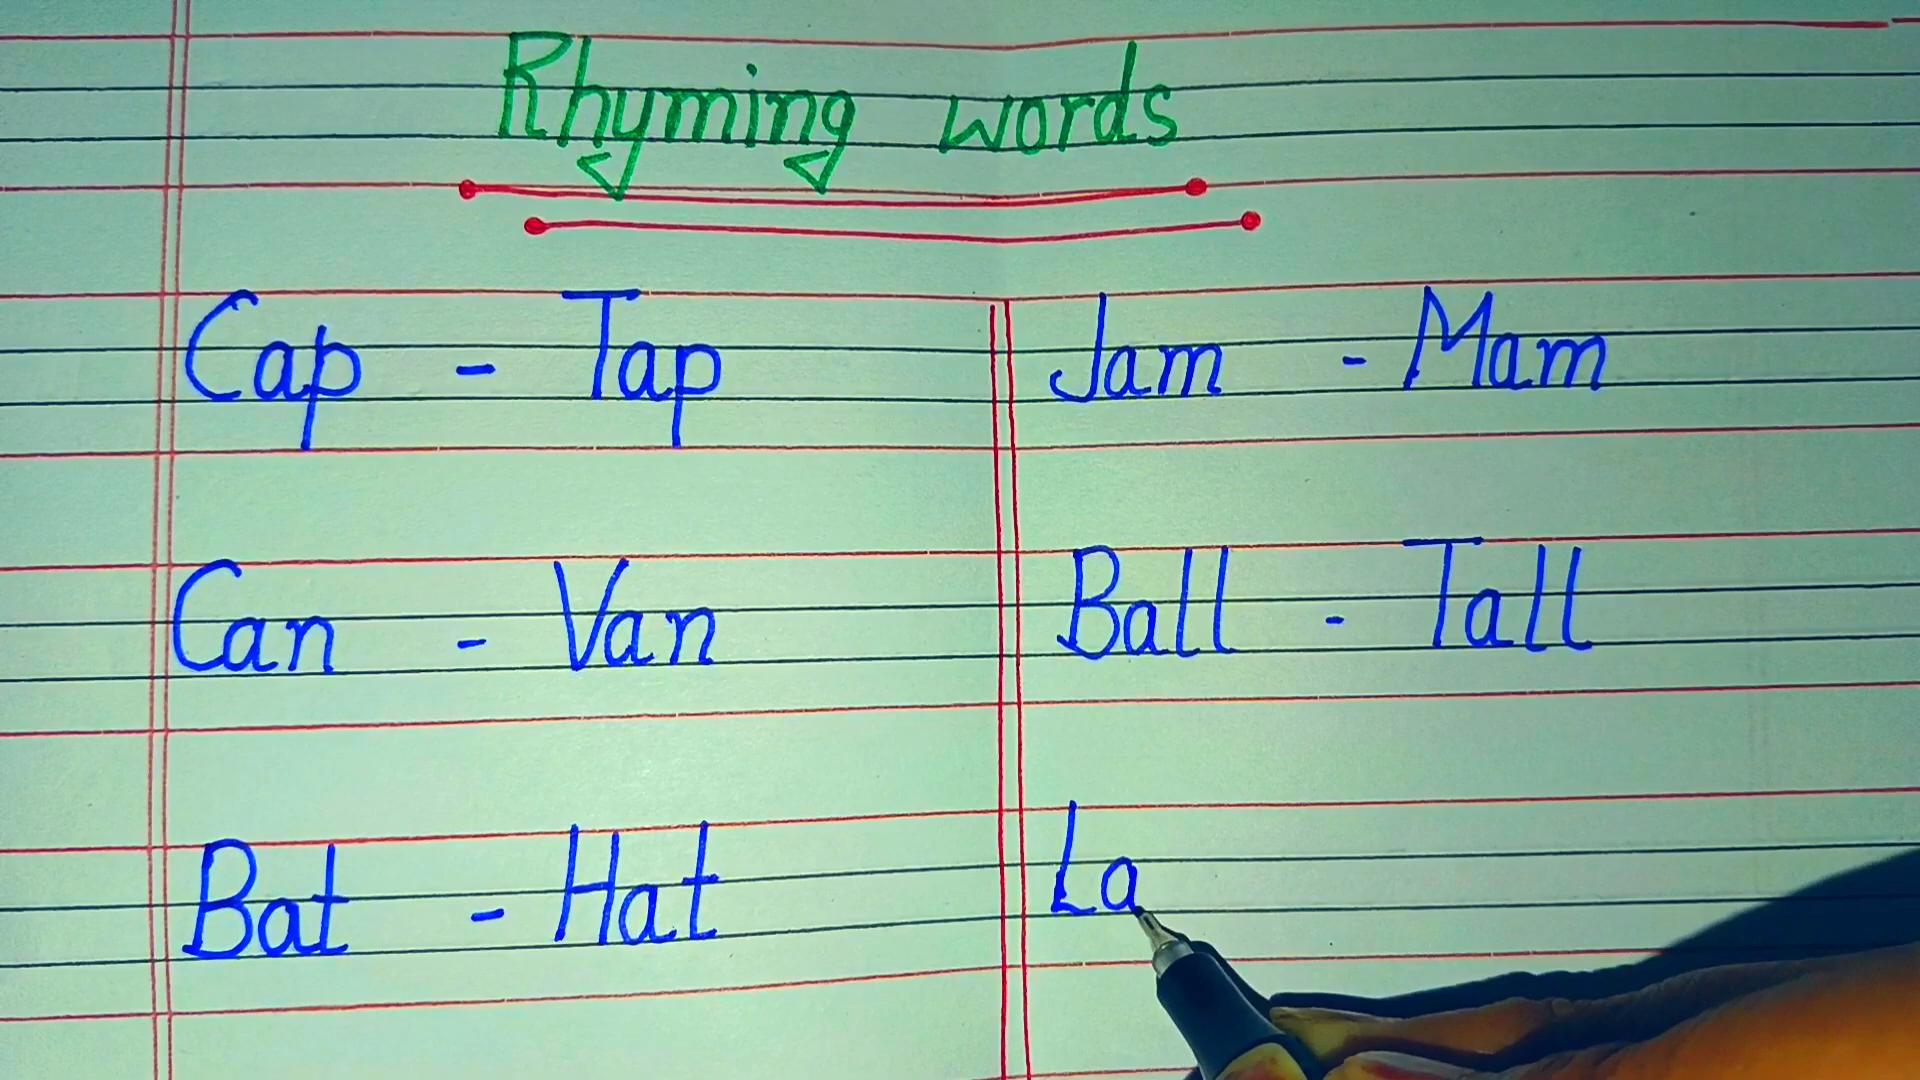 Rhyming words
Cap - Tap
Can - Van
Bat - Hat
Jam - Mam
Ball - Tall
La